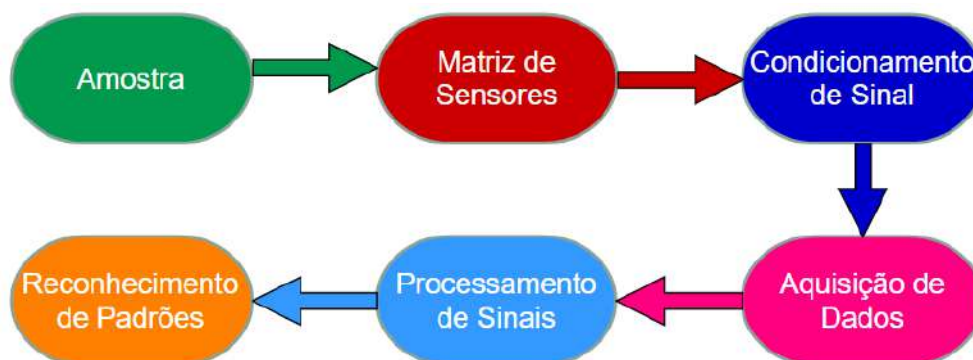 Amostra
Matriz de
Sensores
Condicionamento
de Sinal
Aquisição de
Dados
Processamento
de Sinais
Reconhecimento
de Padrões